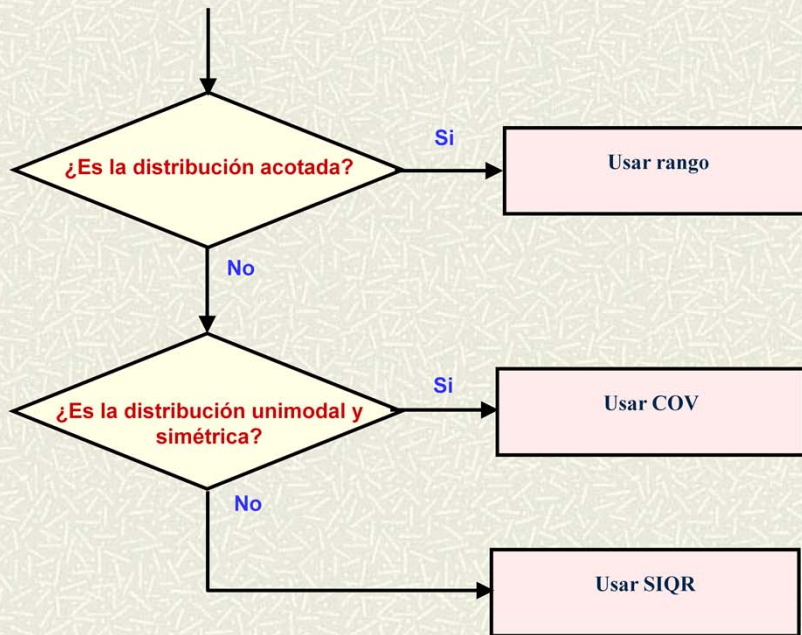 ¿Es la distribución acotada?
Si
Usar rango
No
¿Es la distribución unimodal y
simétrica?
Si
Usar COV
No
Usar SIQR